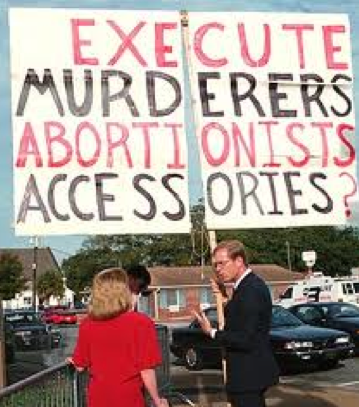 EXECUTE
MURDERERS
ABORTIONISTS
ACCESSORIES?